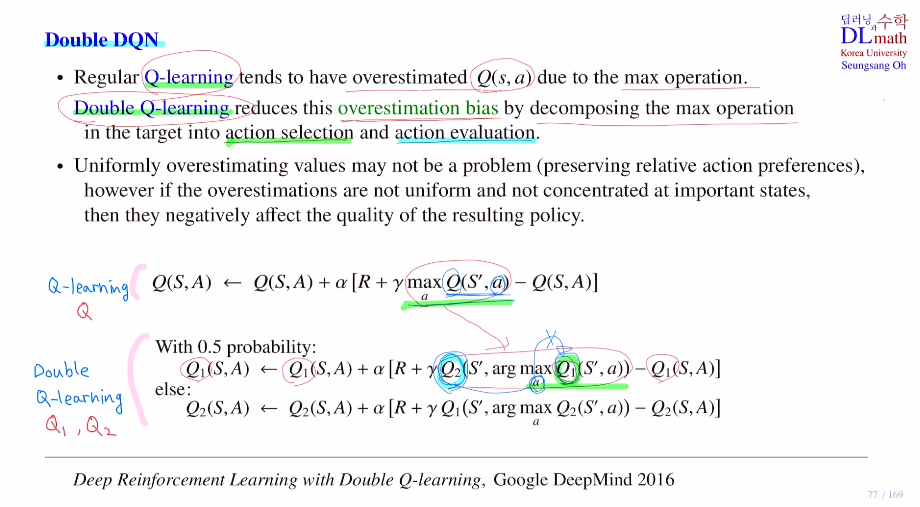 Double DQN
딥러닝과 수학
DL math
Korea University
Seungsang Oh
• Regular Q-learning tends to have overestimated Q(s, a) due to the max operation.
Double Q-learning reduces this overestimation bias by decomposing the max operation
in the target into action selection and action evaluation.
• Uniformly overestimating values may not be a problem (preserving relative action preferences),
however if the overestimations are not uniform and not concentrated at important states,
then they negatively affect the quality of the resulting policy.
Q-learning
Q
Q(S, A) ← Q(S, A) + α [R + γ max_a Q(S′, a) − Q(S, A)]
Double
Q-learning
Q₁, Q₂
With 0.5 probability:
Q₁(S, A) ← Q₁(S, A) + α [R + γ Q₂(S′, arg max_a Q₁(S′, a)) − Q₁(S, A)]
else:
Q₂(S, A) ← Q₂(S, A) + α [R + γ Q₁(S′, arg max_a Q₂(S′, a)) − Q₂(S, A)]
Deep Reinforcement Learning with Double Q-learning, Google DeepMind 2016
77 / 169